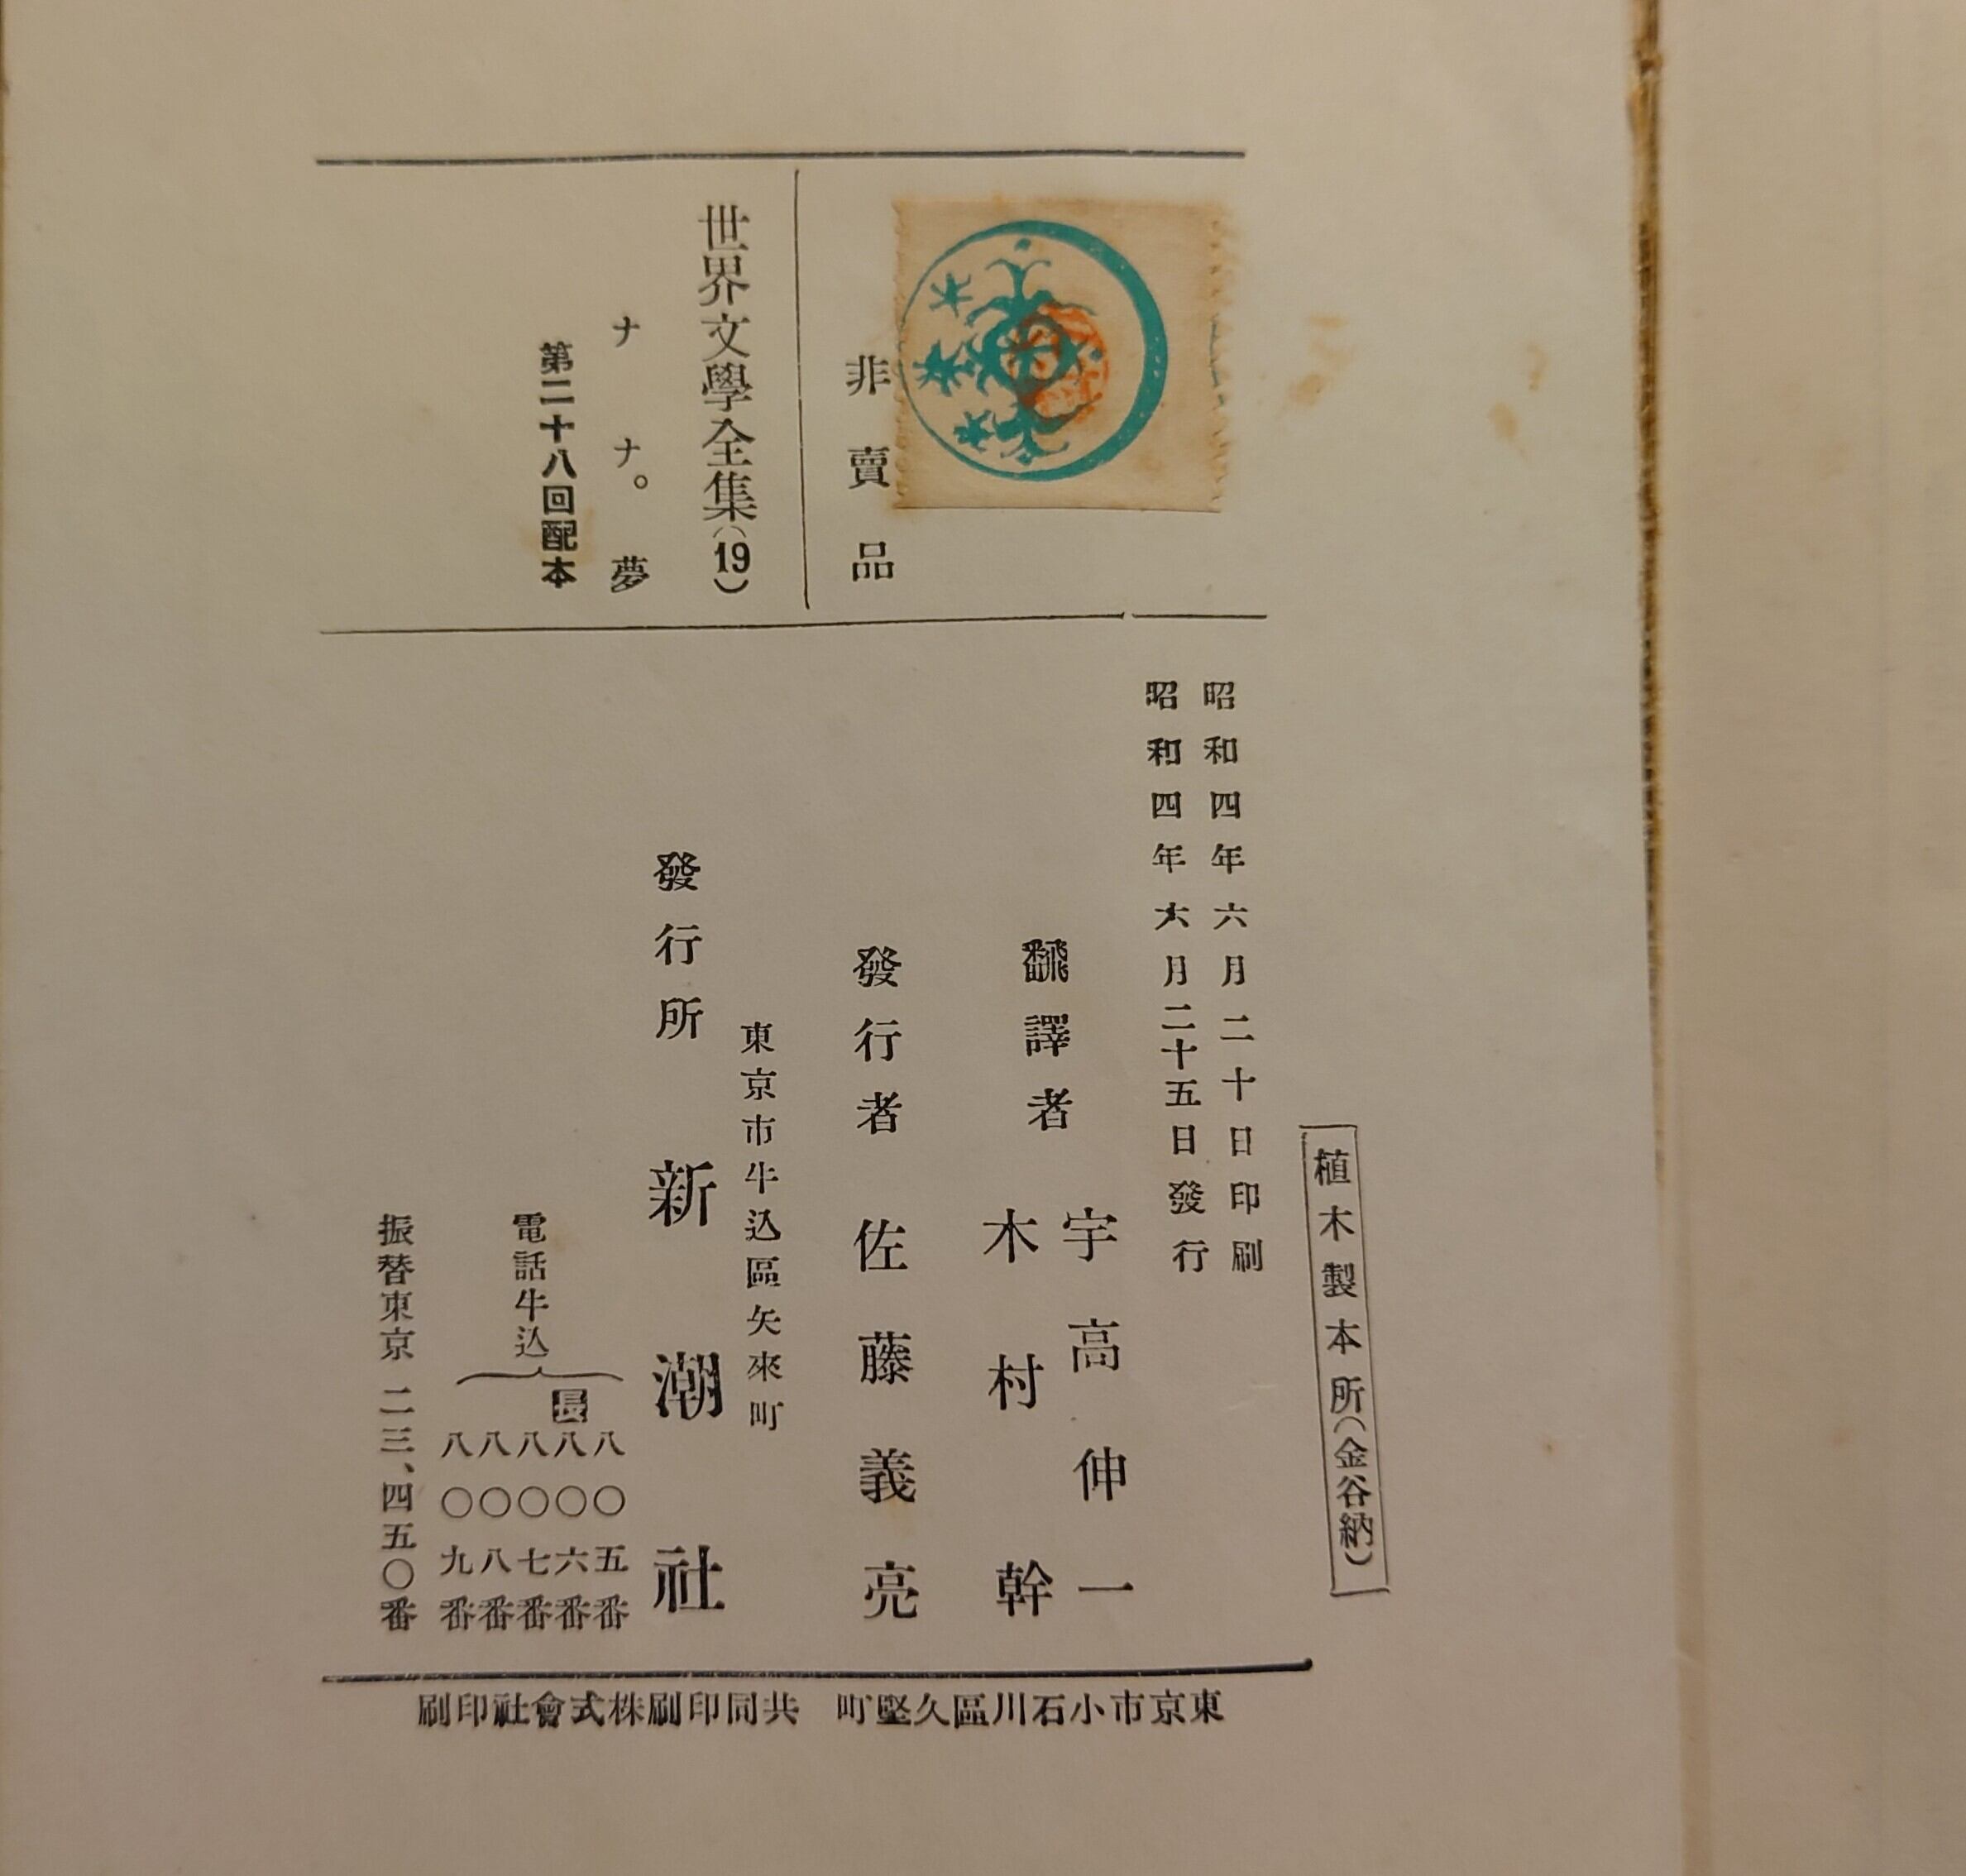 植木製本所(金谷納)
非賣品
世界文學全集(19)
ナナ。夢
第二十八回配本
昭和四年六月二十日印刷
昭和四年六月二十五日發行
飜譯者
宇高伸一
木村幹
發行者 佐藤義亮
東京市牛込區矢來町
發行所 新潮社
電話牛込
八〇五番
長八〇六番
八〇七番
八〇八番
八〇九番
振替東京二三、四五〇番
東京市小石川區久堅町 共同印刷株式會社印刷